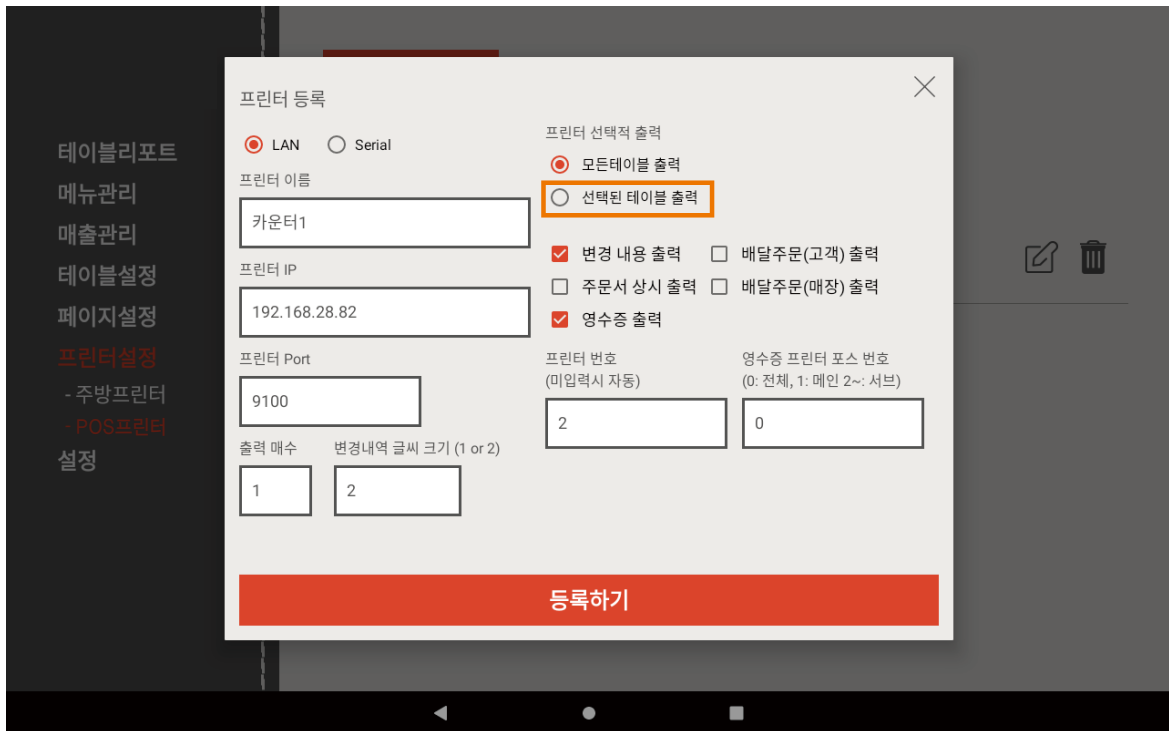 테이블리포트
메뉴관리
매출관리
테이블설정
페이지설정
프린터설정
- 주방프린터
- POS프린터
설정
프린터 등록
LAN
Serial
프린터 이름
카운터1
프린터 IP
192.168.28.82
프린터 Port
9100
출력 매수
변경내역 글씨 크기 (1 or 2)
1
2
프린터 선택적 출력
모든테이블 출력
선택된 테이블 출력
변경 내용 출력
배달주문(고객) 출력
주문서 상시 출력
배달주문(매장) 출력
영수증 출력
프린터 번호
(미입력시 자동)
2
영수증 프린터 포스 번호
(0: 전체, 1: 메인 2~: 서브)
0
등록하기